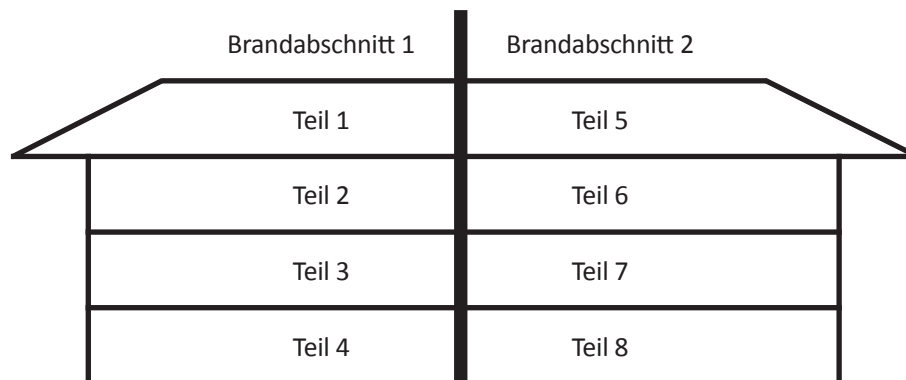 Brandabschnitt 1 Brandabschnitt 2
Teil 1 Teil 5
Teil 2 Teil 6
Teil 3 Teil 7
Teil 4 Teil 8